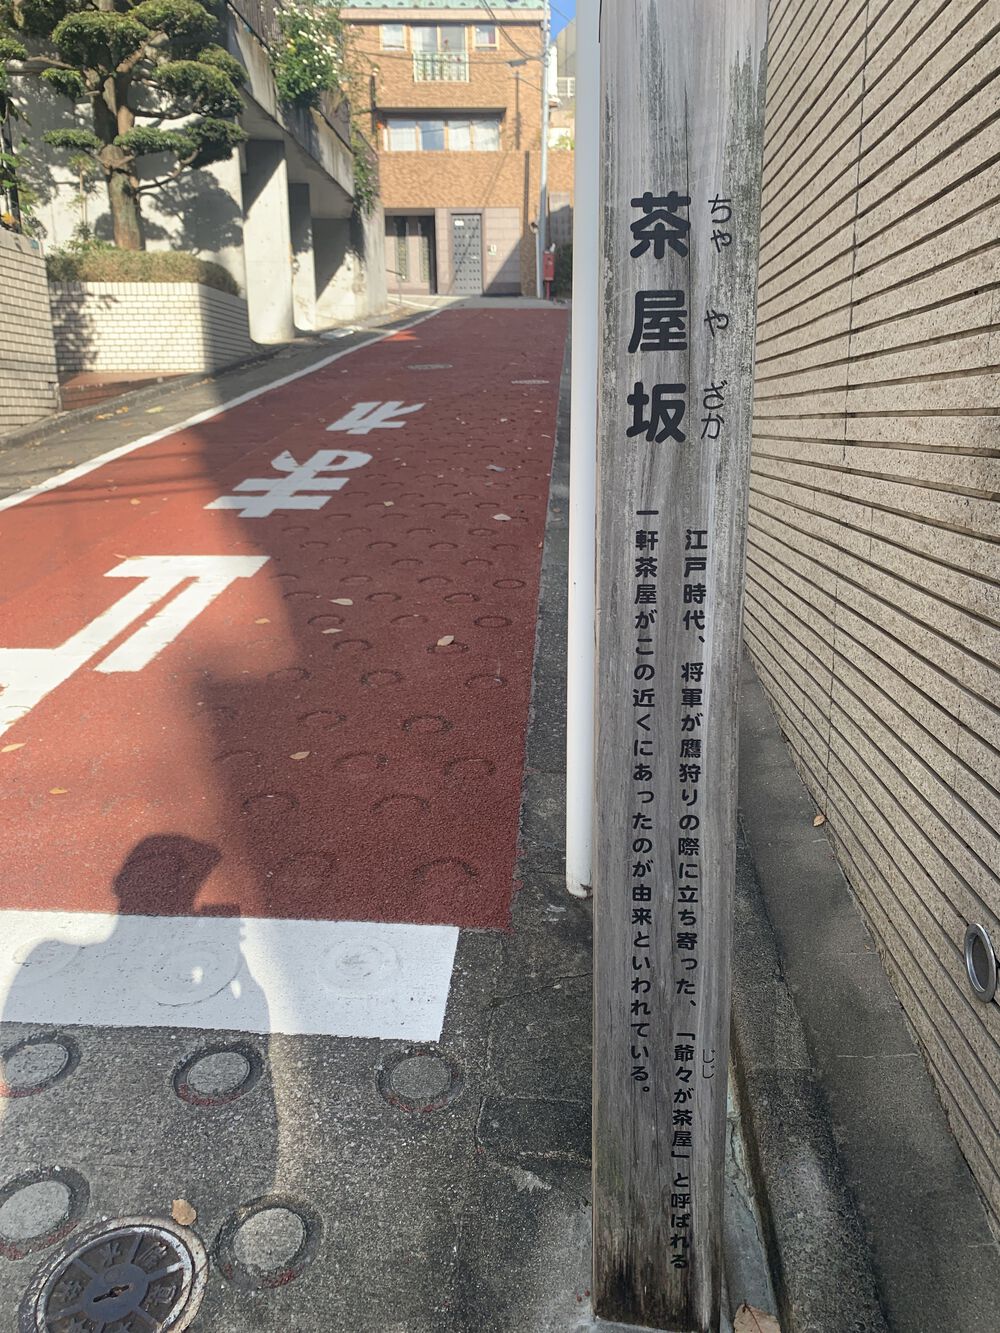 茶屋坂
ちゃ や ざか
江戸時代、将軍が鷹狩りの際に立ち寄った、「爺々が茶屋」と呼ばれる
じじ
一軒茶屋がこの近くにあったのが由来といわれている。
止まれ